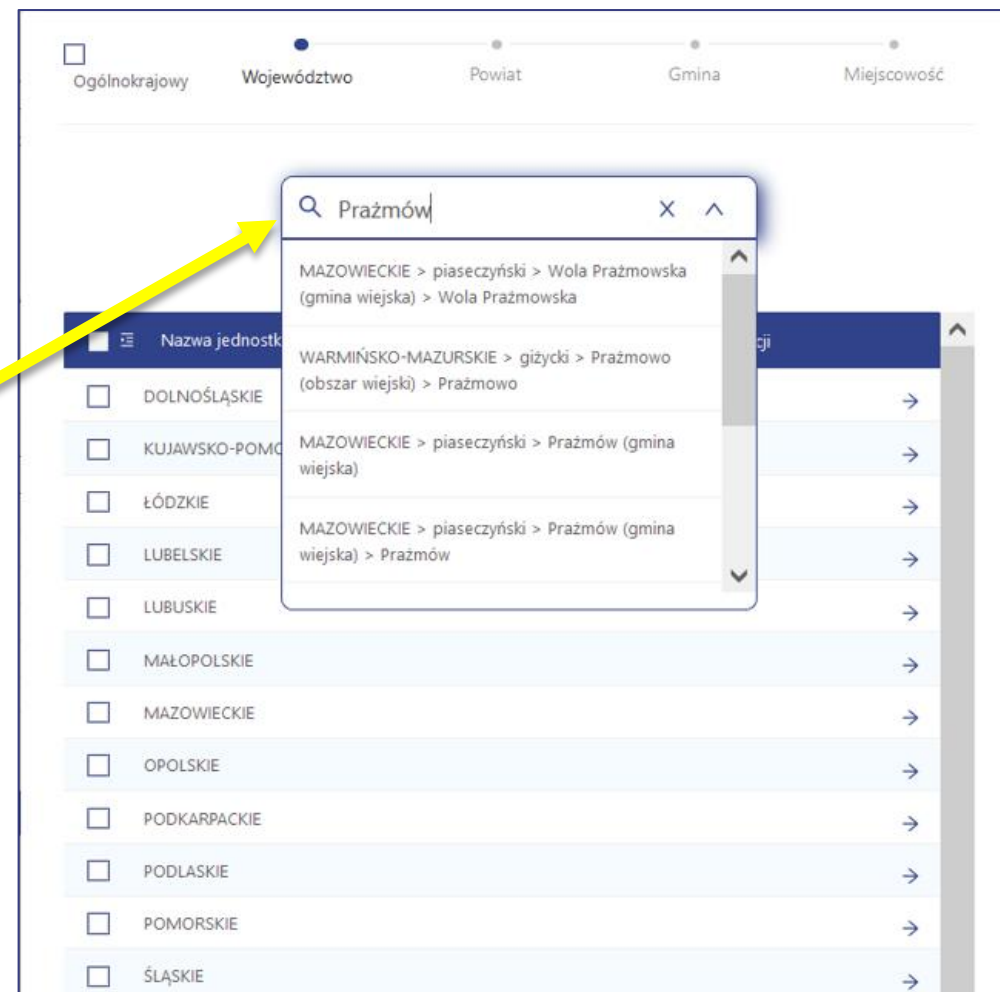 Ogólnokrajowy Województwo Powiat Gmina Miejscowość
Prażmów
MAZOWIECKIE > piaseczyński > Wola Prażmowska
(gmina wiejska) > Wola Prażmowska
WARMIŃSKO-MAZURSKIE > giżycki > Prażmowo
(obszar wiejski) > Prażmowo
MAZOWIECKIE > piaseczyński > Prażmów (gmina
wiejska)
MAZOWIECKIE > piaseczyński > Prażmów (gmina
wiejska) > Prażmów
Nazwa jednostk cji
DOLNOŚLĄSKIE
KUJAWSKO-POMO
ŁÓDZKIE
LUBELSKIE
LUBUSKIE
MAŁOPOLSKIE
MAZOWIECKIE
OPOLSKIE
PODKARPACKIE
PODLASKIE
POMORSKIE
ŚLĄSKIE